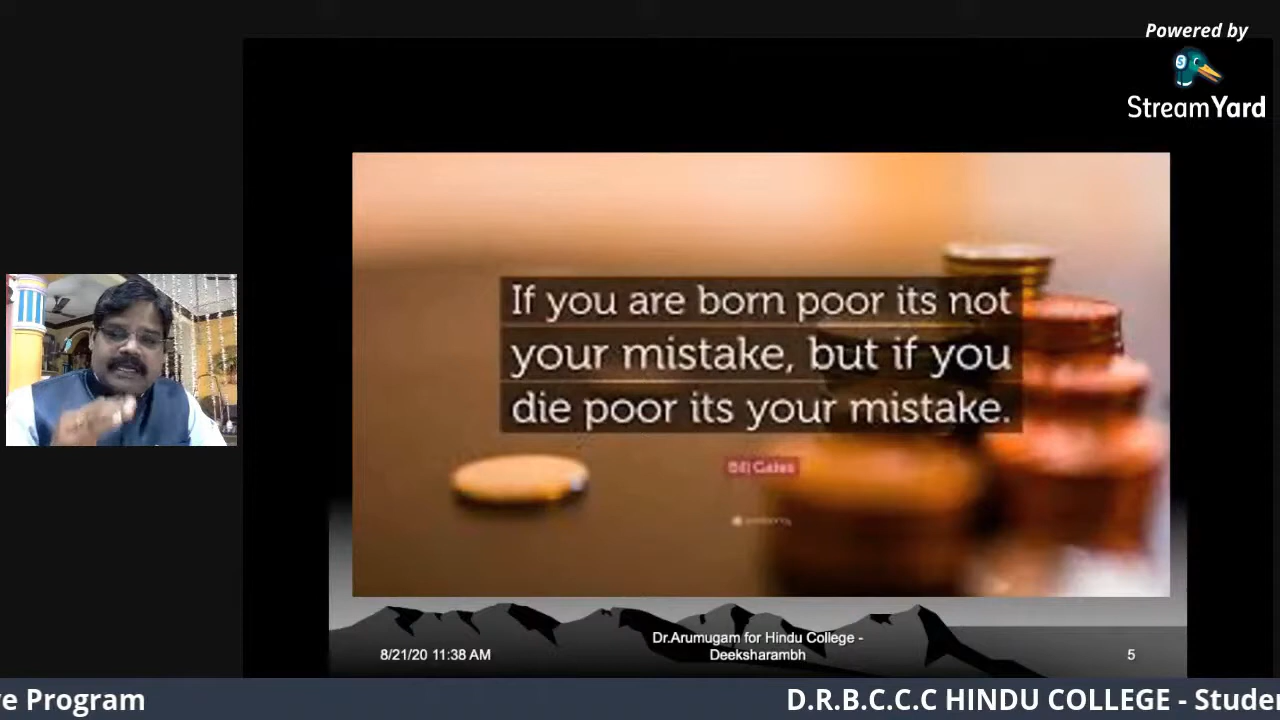 Powered by
StreamYard
If you are born poor its not
your mistake, but if you
die poor its your mistake.
Bill Gates
8/21/20 11:38 AM
Dr.Arumugam for Hindu College -
Deeksharambh
5
ve Program
D.R.B.C.C.C HINDU COLLEGE - Studen